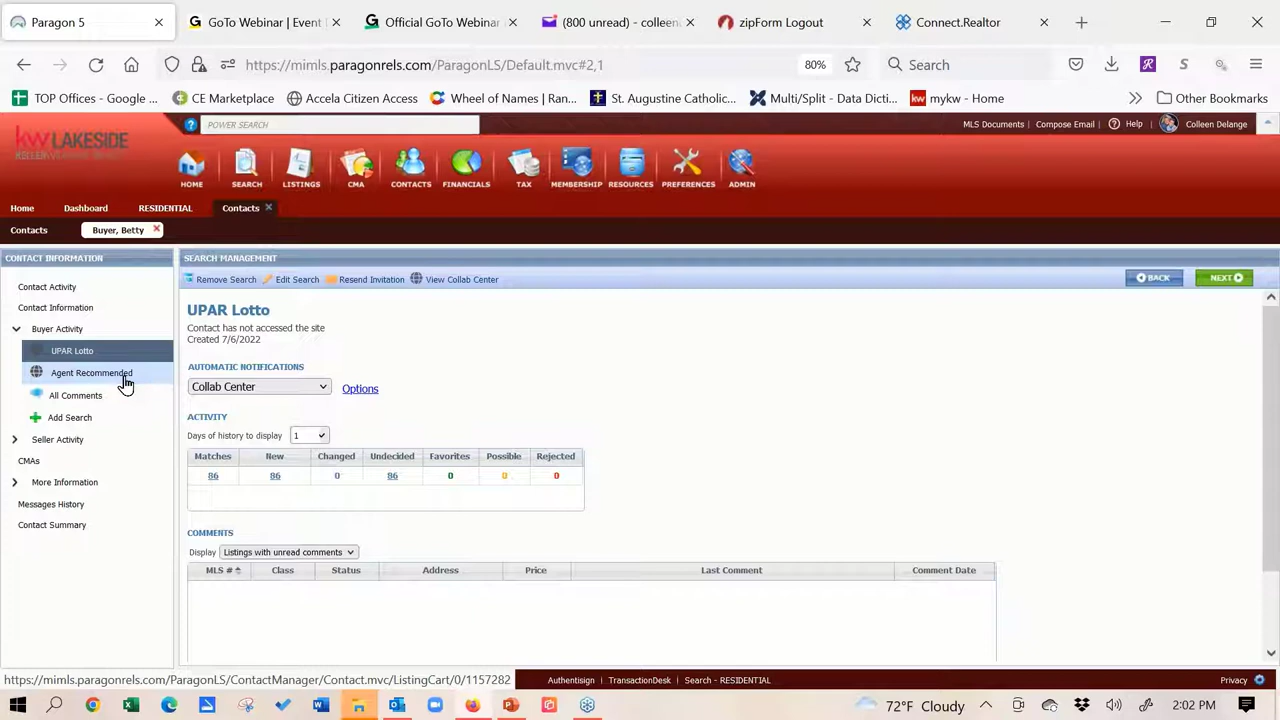 Paragon 5
GoTo Webinar | Event
Official GoTo Webinar
(800 unread) - colleen
zipForm Logout
Connect.Realtor
https://mimls.paragonrels.com/ParagonLS/Default.mvc#2,1
80%
Search
TOP Offices - Google ...
CE Marketplace
Accela Citizen Access
Wheel of Names | Ran...
St. Augustine Catholic...
Multi/Split - Data Dict...
mykw - Home
Other Bookmarks
kw LAKESIDE
POWER SEARCH
MLS Documents
Compose Email
Help
Colleen Delange
HOME
SEARCH
LISTINGS
CMA
CONTACTS
FINANCIALS
TAX
MEMBERSHIP
RESOURCES
PREFERENCES
ADMIN
Home
Dashboard
RESIDENTIAL
Contacts
Contacts
Buyer, Betty
CONTACT INFORMATION
Contact Activity
Contact Information
Buyer Activity
UPAR Lotto
Agent Recommended
All Comments
Add Search
Seller Activity
CMAs
More Information
Messages History
Contact Summary
SEARCH MANAGEMENT
Remove Search
Edit Search
Resend Invitation
View Collab Center
BACK
NEXT
UPAR Lotto
Contact has not accessed the site
Created 7/6/2022
AUTOMATIC NOTIFICATIONS
Collab Center
Options
ACTIVITY
Days of history to display 1
Matches New Changed Undecided Favorites Possible Rejected
86 86 0 86 0 0 0
COMMENTS
Display Listings with unread comments
MLS # Class Status Address Price Last Comment Comment Date
https://mimls.paragonrels.com/ParagonLS/ContactManager/Contact.mvc/ListingCart/0/1157282
Authentisign
TransactionDesk
Search - RESIDENTIAL
Privacy
72°F Cloudy
2:02 PM